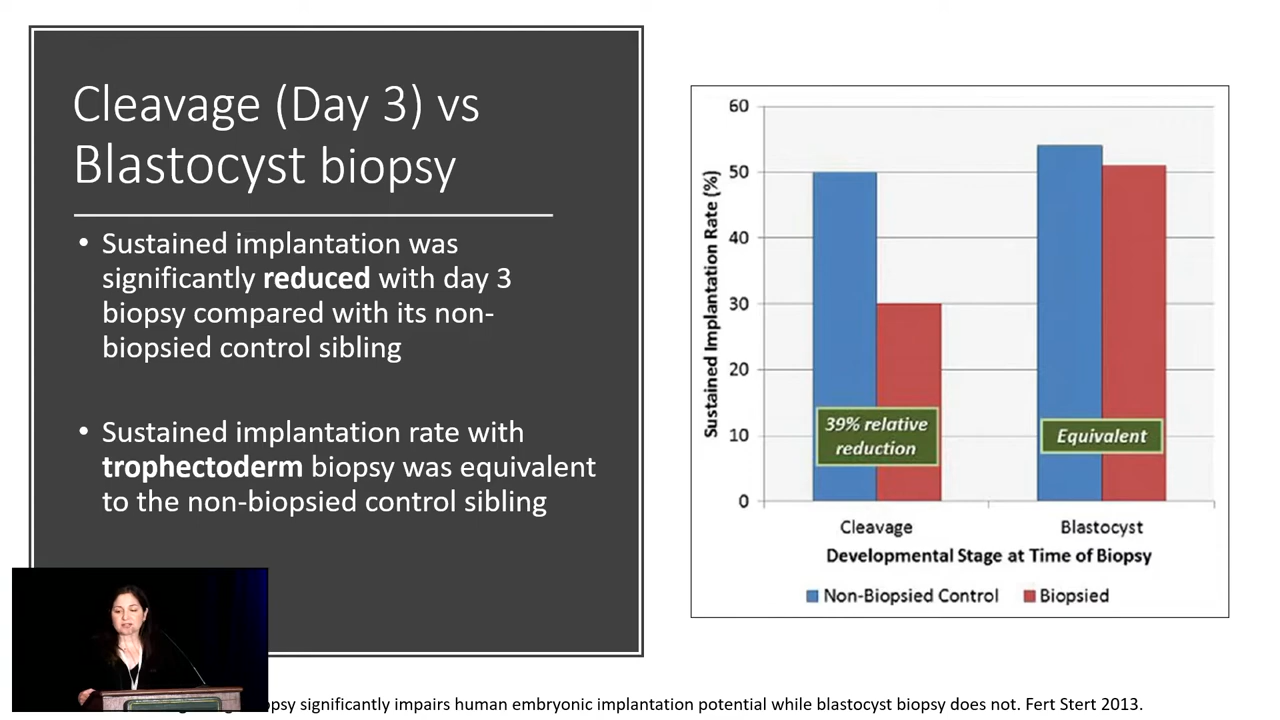 Cleavage (Day 3) vs
Blastocyst biopsy
• Sustained implantation was
significantly reduced with day 3
biopsy compared with its non-
biopsied control sibling
• Sustained implantation rate with
trophectoderm biopsy was equivalent
to the non-biopsied control sibling
Sustained Implantation Rate (%)
60
50
40
30
20
10
0
39% relative
reduction
Equivalent
Cleavage
Blastocyst
Developmental Stage at Time of Biopsy
Non-Biopsied Control
Biopsied
significantly impairs human embryonic implantation potential while blastocyst biopsy does not. Fert Stert 2013.